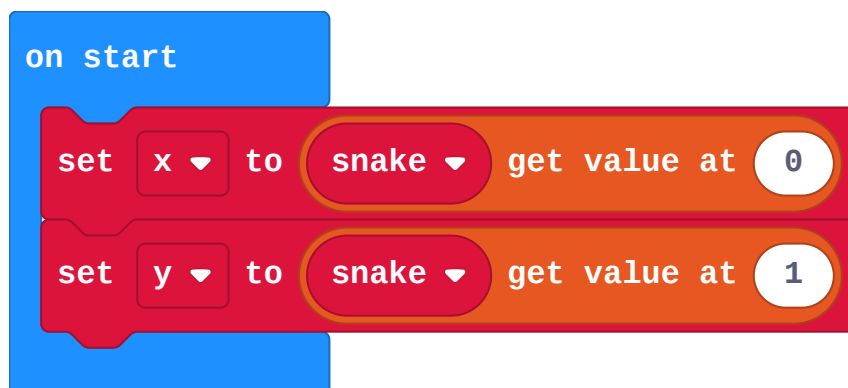 on start
set x to snake get value at 0
set y to snake get value at 1